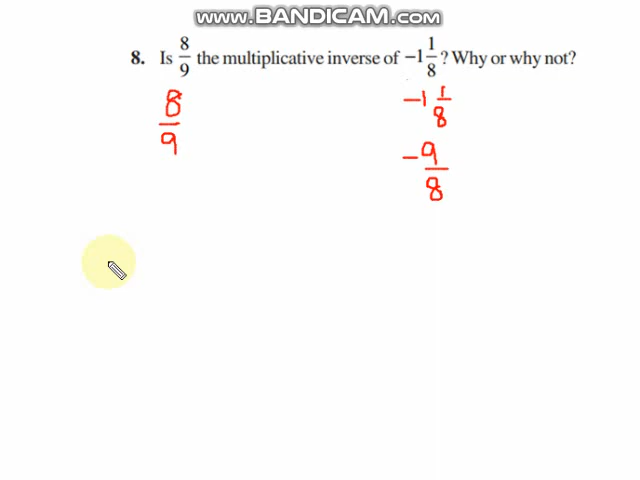 WWW.BANDICAM.COM
8. Is 8/9 the multiplicative inverse of −1 1/8? Why or why not?
8/9 −1 1/8
−9/8